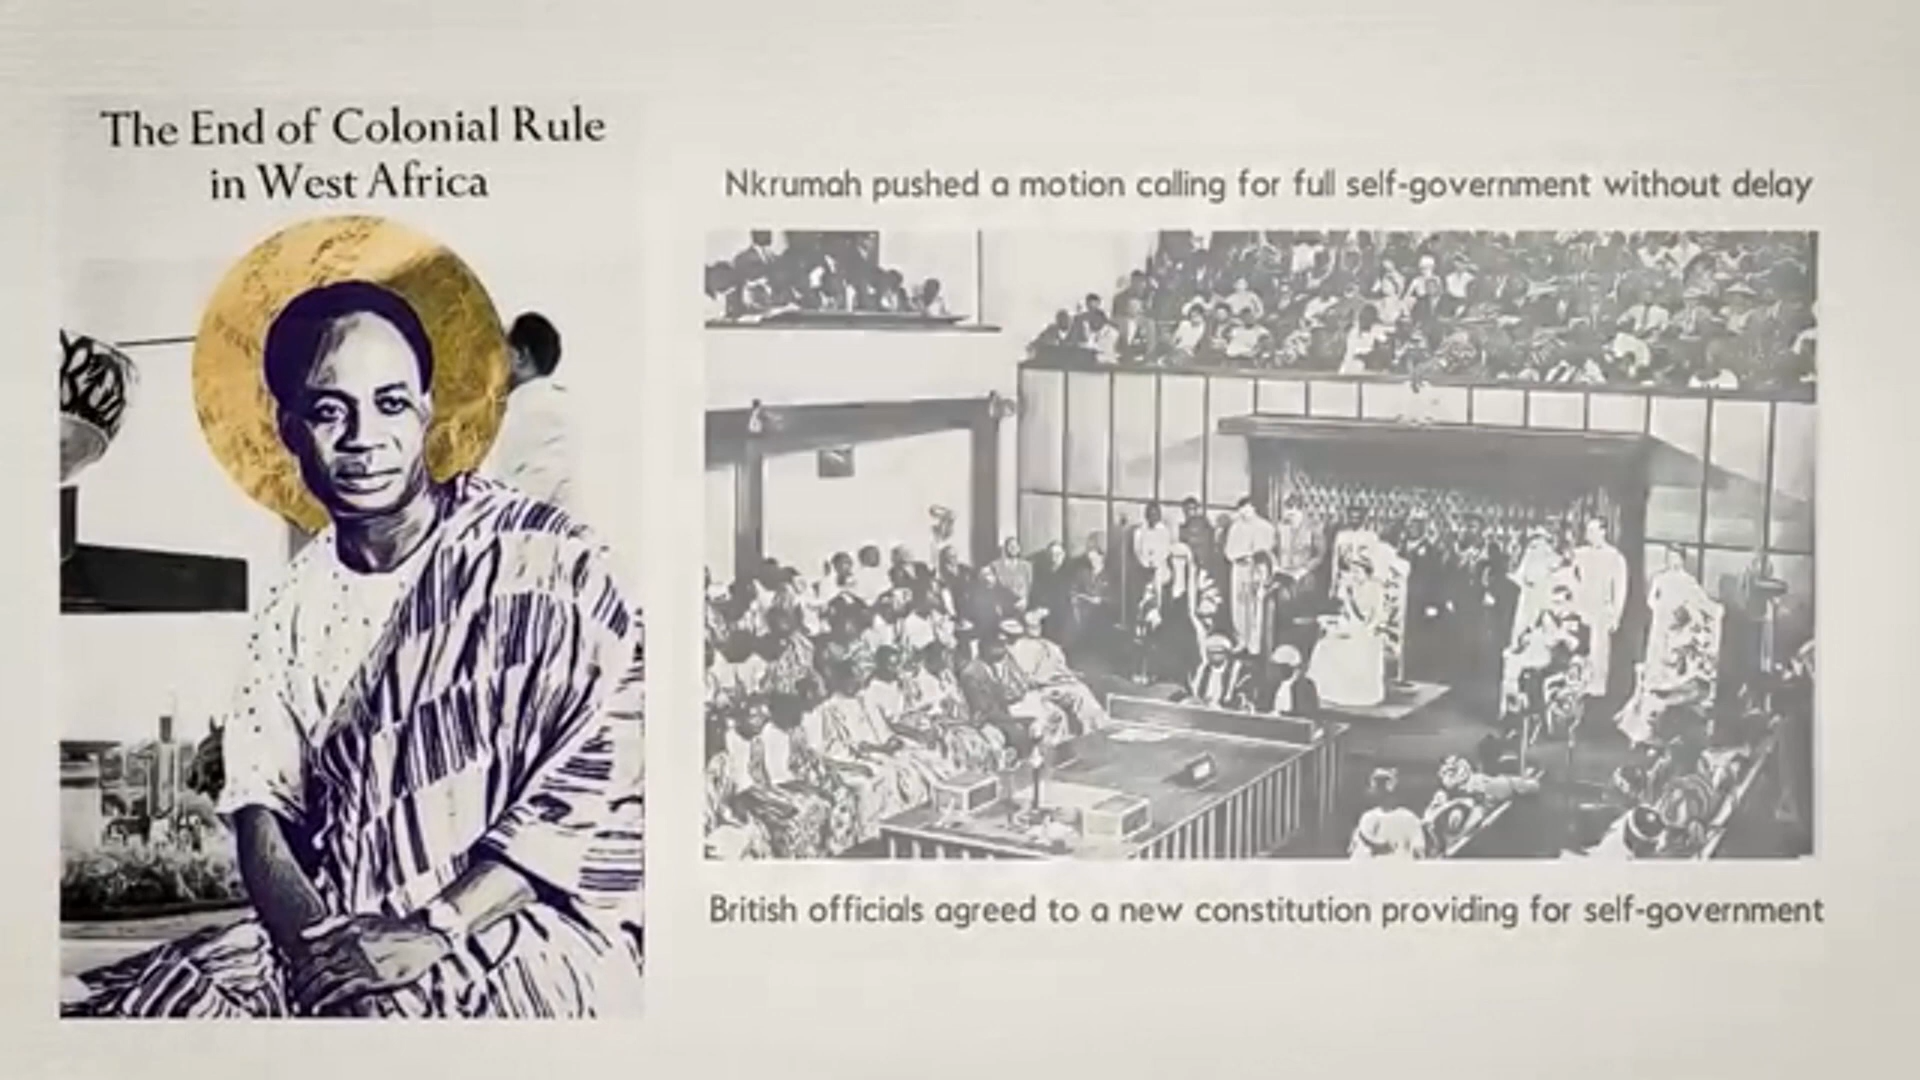 The End of Colonial Rule
in West Africa
Nkrumah pushed a motion calling for full self-government without delay
British officials agreed to a new constitution providing for self-government